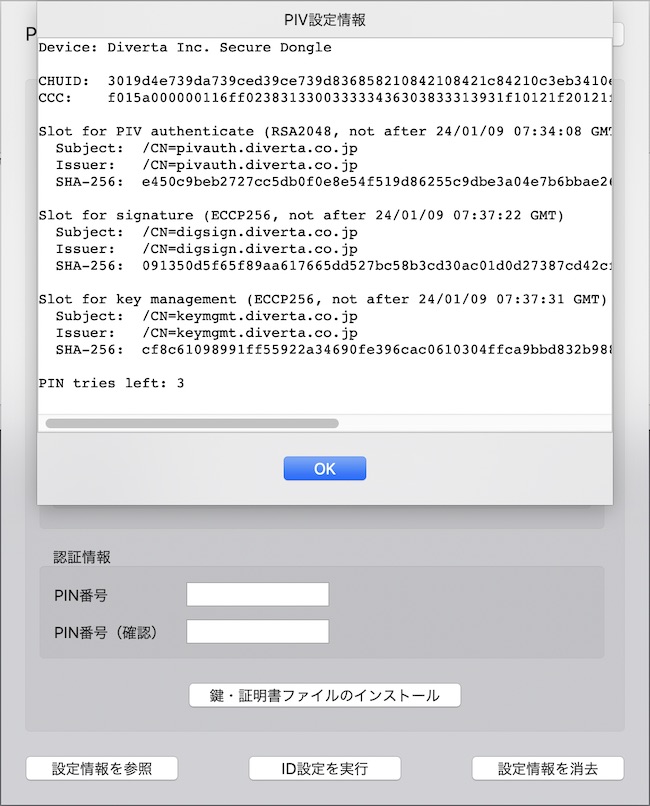 PIV設定情報
Device: Diverta Inc. Secure Dongle
CHUID:  3019d4e739da739ced39ce739d836858210842108421c84210c3eb3410e
CCC:    f015a000000116ff02383133003333343630383331393 1f10121f20121f
Slot for PIV authenticate (RSA2048, not after 24/01/09 07:34:08 GMT
Subject:  /CN=pivauth.diverta.co.jp
Issuer:   /CN=pivauth.diverta.co.jp
SHA-256:  e450c9beb2727cc5db0f0e8e54f519d86255c9dbe3a04e7b6bbae26
Slot for signature (ECCP256, not after 24/01/09 07:37:22 GMT)
Subject:  /CN=digsign.diverta.co.jp
Issuer:   /CN=digsign.diverta.co.jp
SHA-256:  091350d5f65f89aa617665dd527bc58b3cd30ac01d0d27387cd42cf
Slot for key management (ECCP256, not after 24/01/09 07:37:31 GMT)
Subject:  /CN=keymgmt.diverta.co.jp
Issuer:   /CN=keymgmt.diverta.co.jp
SHA-256:  cf8c61098991ff55922a34690fe396cac0610304ffca9bbd832b988
PIN tries left: 3
OK
認証情報
PIN番号
PIN番号（確認）
鍵・証明書ファイルのインストール
設定情報を参照
ID設定を実行
設定情報を消去